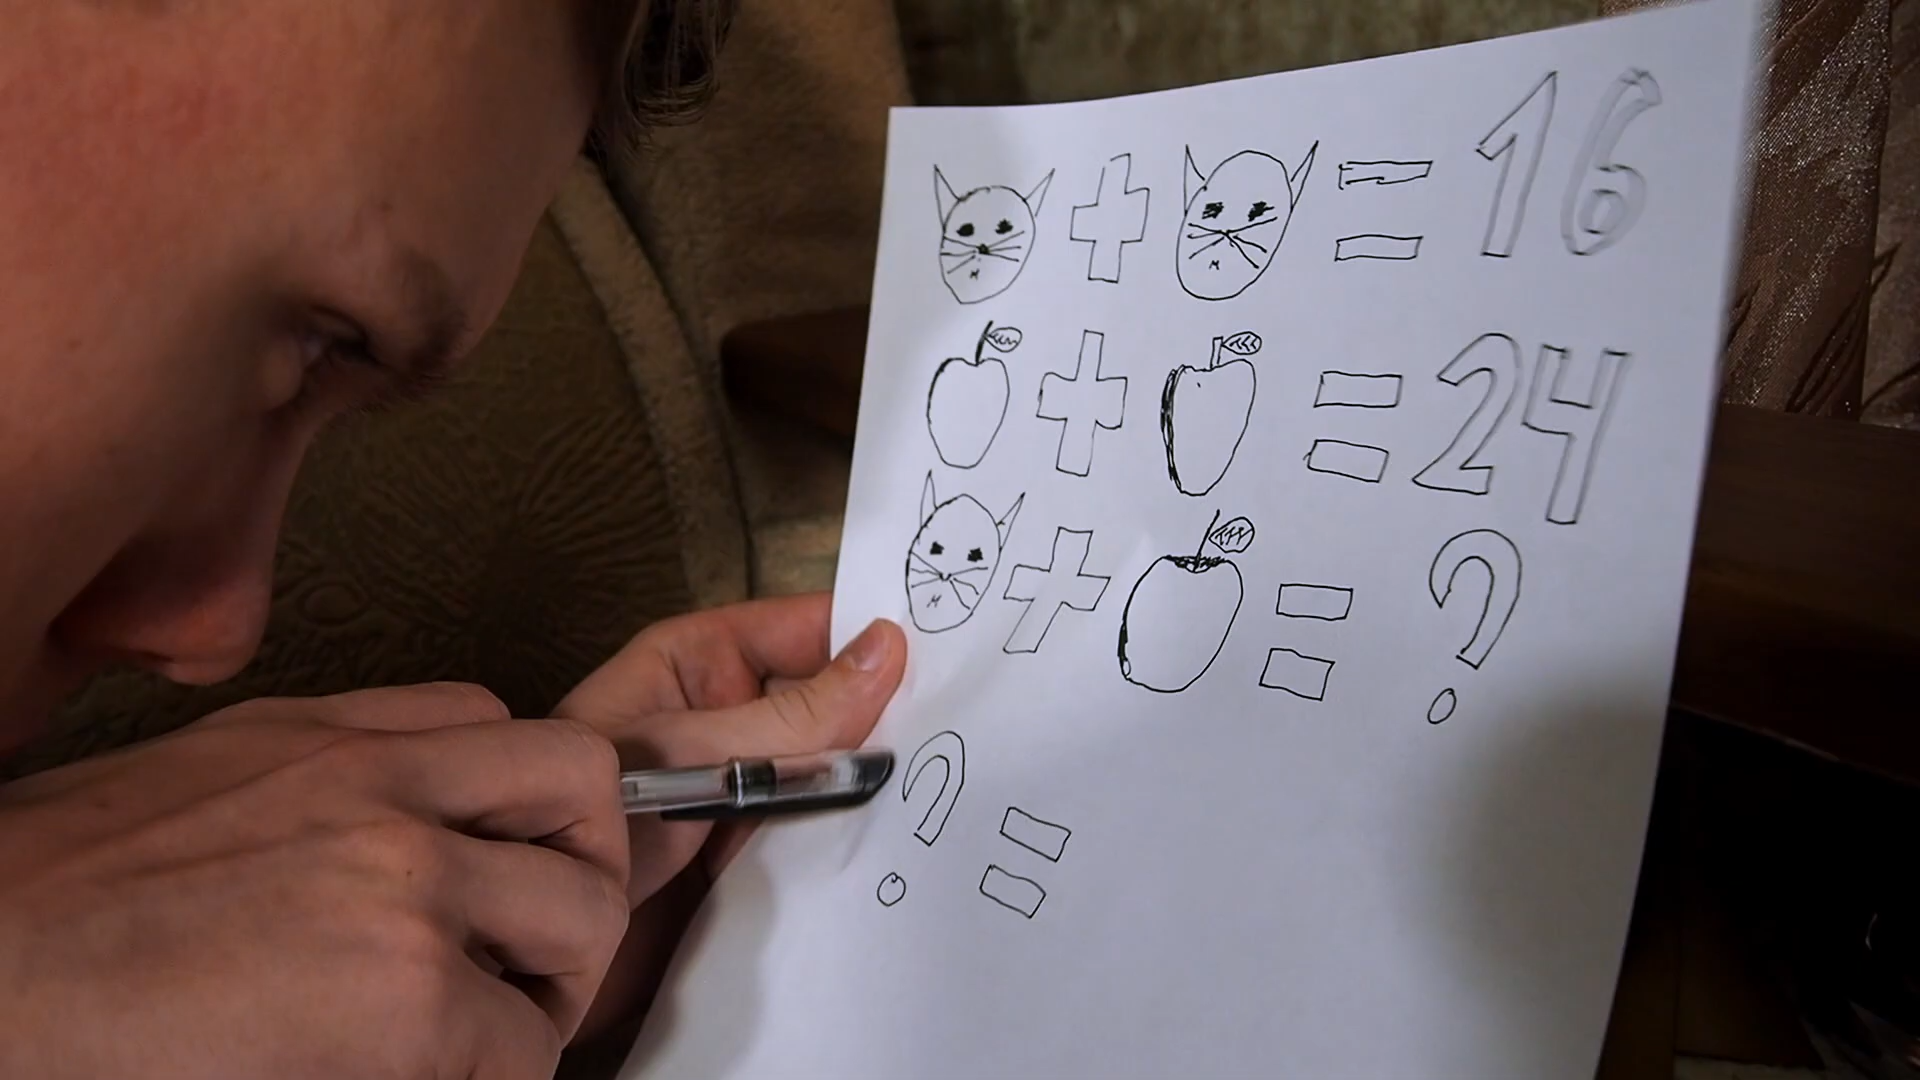 + = 16
+ = 24
+ = ?
? =